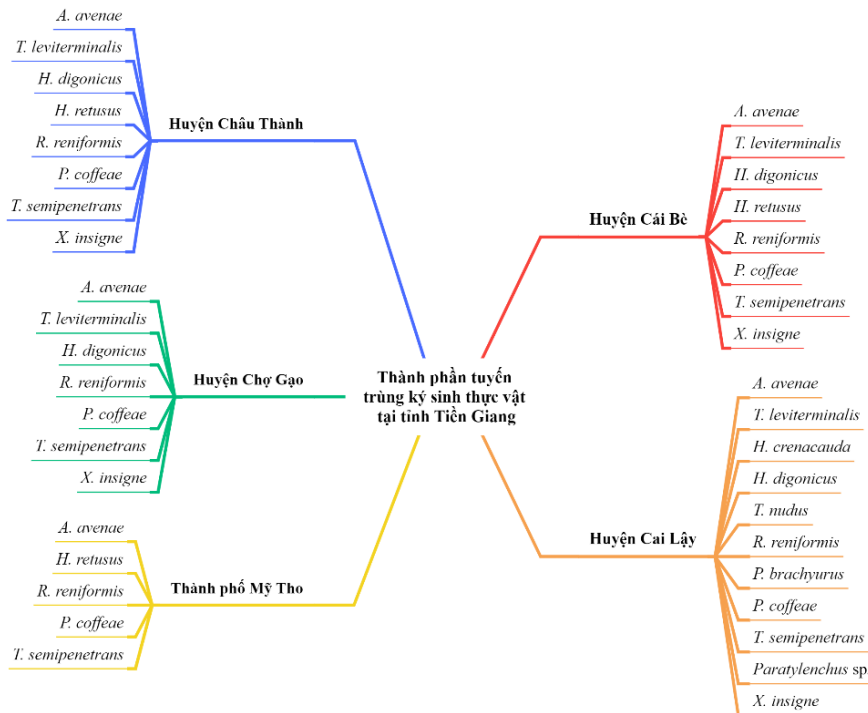 A. avenae
T. leviterminalis
H. digonicus
H. retusus
R. reniformis
P. coffeae
T. semipenetrans
X. insigne
Huyện Châu Thành
A. avenae
T. leviterminalis
H. digonicus
R. reniformis
P. coffeae
T. semipenetrans
X. insigne
Huyện Chợ Gạo
A. avenae
H. retusus
R. reniformis
P. coffeae
T. semipenetrans
Thành phố Mỹ Tho
Thành phần tuyến
trùng ký sinh thực vật
tại tỉnh Tiền Giang
Huyện Cái Bè
A. avenae
T. leviterminalis
H. digonicus
H. retusus
R. reniformis
P. coffeae
T. semipenetrans
X. insigne
Huyện Cai Lậy
A. avenae
T. leviterminalis
H. crenacauda
H. digonicus
T. nudus
R. reniformis
P. brachyurus
P. coffeae
T. semipenetrans
Paratylenchus sp
X. insigne